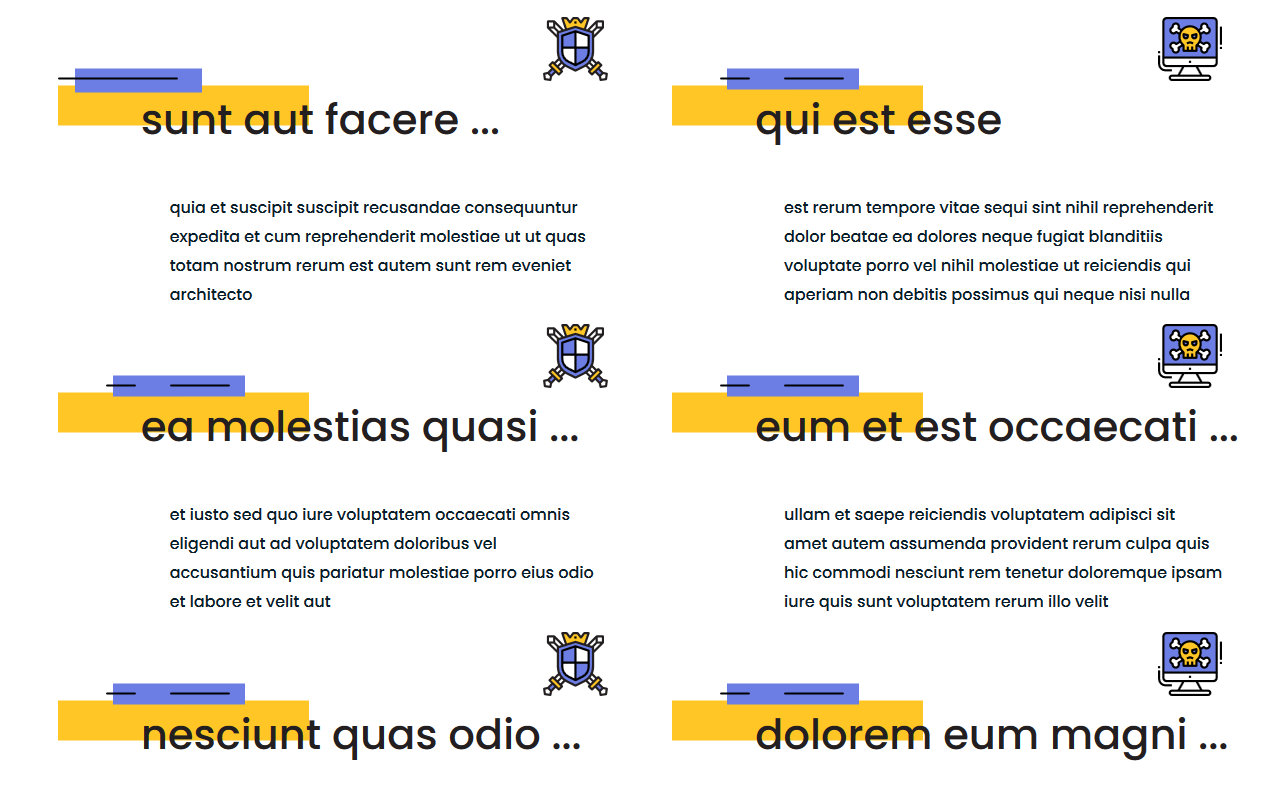 sunt aut facere ...
quia et suscipit suscipit recusandae consequuntur
expedita et cum reprehenderit molestiae ut ut quas
totam nostrum rerum est autem sunt rem eveniet
architecto
qui est esse
est rerum tempore vitae sequi sint nihil reprehenderit
dolor beatae ea dolores neque fugiat blanditiis
voluptate porro vel nihil molestiae ut reiciendis qui
aperiam non debitis possimus qui neque nisi nulla
ea molestias quasi ...
et iusto sed quo iure voluptatem occaecati omnis
eligendi aut ad voluptatem doloribus vel
accusantium quis pariatur molestiae porro eius odio
et labore et velit aut
eum et est occaecati ...
ullam et saepe reiciendis voluptatem adipisci sit
amet autem assumenda provident rerum culpa quis
hic commodi nesciunt rem tenetur doloremque ipsam
iure quis sunt voluptatem rerum illo velit
nesciunt quas odio ...
dolorem eum magni ...